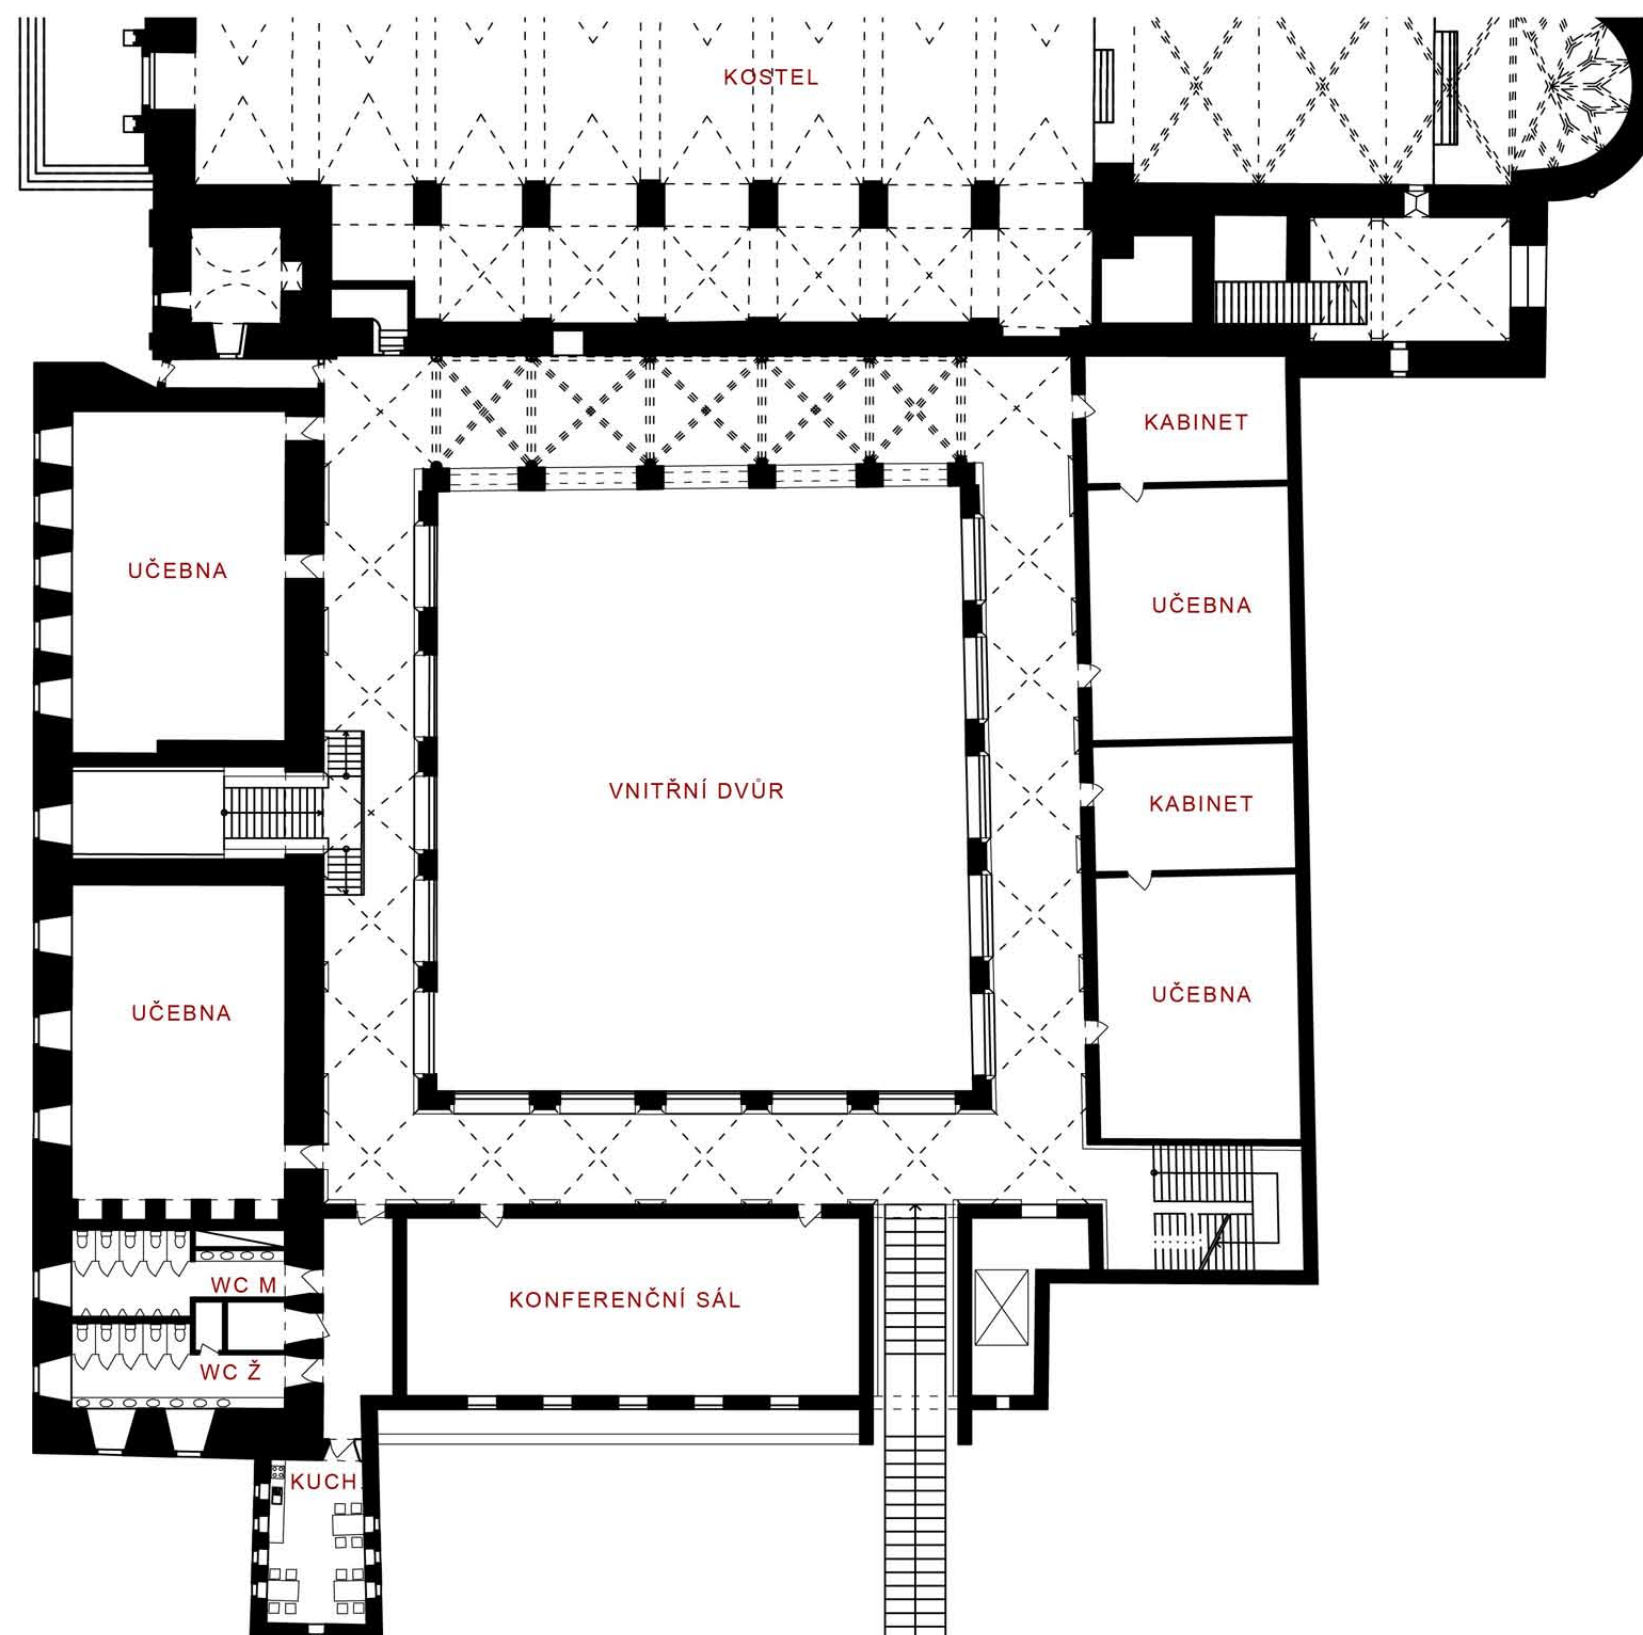 KOSTEL
KABINET
UČEBNA
UČEBNA
VNITŘNÍ DVŮR
KABINET
UČEBNA
UČEBNA
WC M
KONFERENČNÍ SÁL
WC Ž
KUCH.